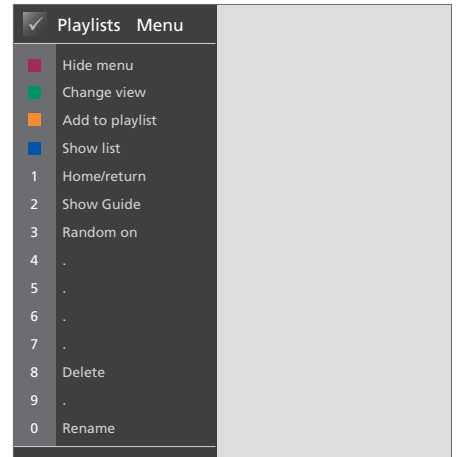 Playlists Menu
Hide menu
Change view
Add to playlist
Show list
1 Home/return
2 Show Guide
3 Random on
4 .
5 .
6 .
7 .
8 Delete
9 .
0 Rename